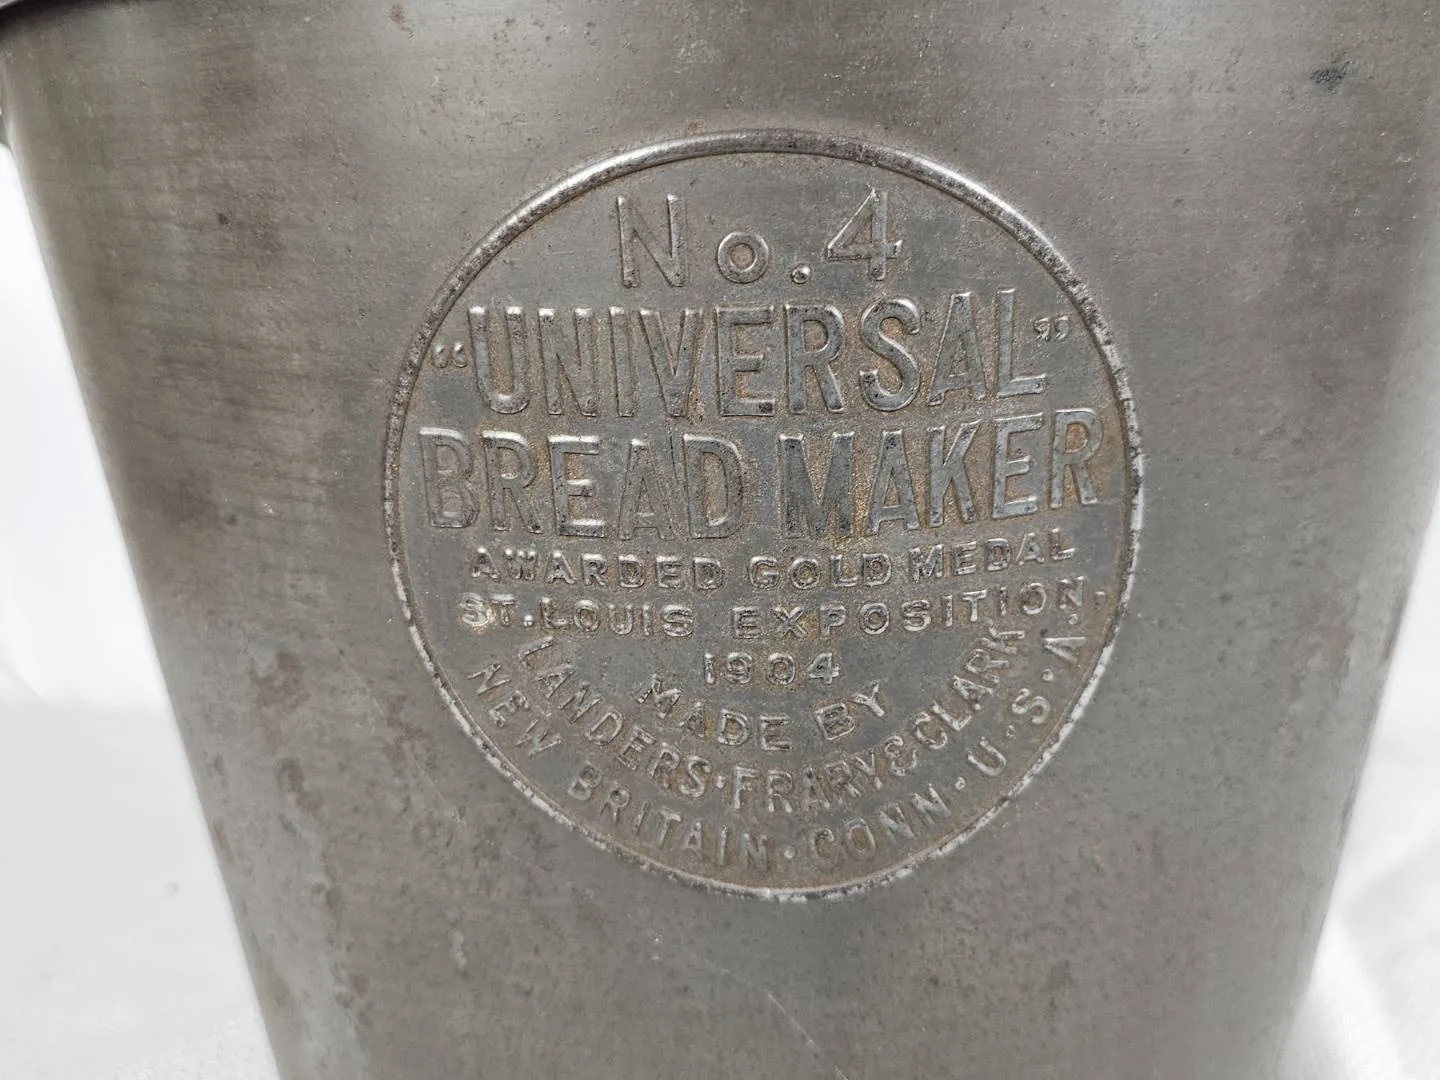 No. 4
"UNIVERSAL"
BREAD MAKER
AWARDED GOLD MEDAL
ST. LOUIS EXPOSITION,
1904
MADE BY
LANDERS·FRARY & CLARK
NEW BRITAIN·CONN·U·S·A·